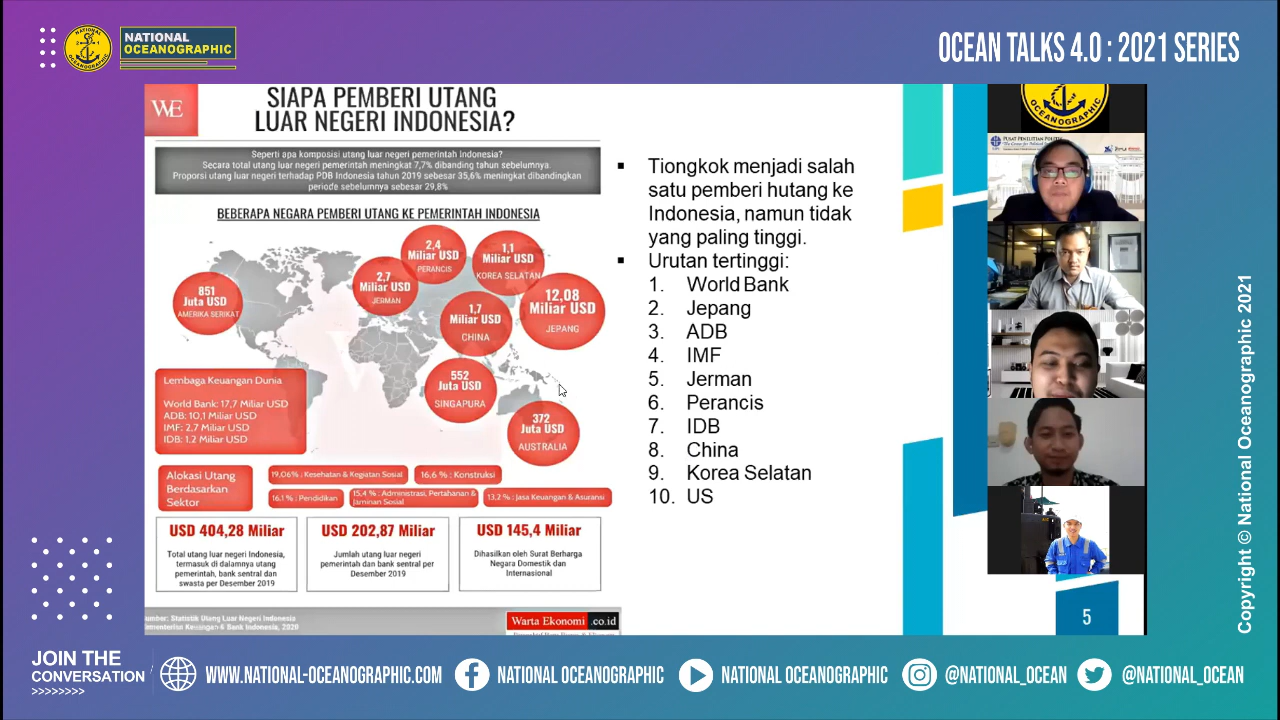 NATIONAL
OCEANOGRAPHIC
OCEAN TALKS 4.0 : 2021 SERIES
WE
SIAPA PEMBERI UTANG
LUAR NEGERI INDONESIA?
Seperti apa komposisi utang luar negeri pemerintah Indonesia?
Secara total utang luar negeri pemerintah meningkat 7,7% dibanding tahun sebelumnya.
Proporsi utang luar negeri terhadap PDB Indonesia tahun 2019 sebesar 35,6% meningkat dibandingkan
periode sebelumnya sebesar 29,8%
BEBERAPA NEGARA PEMBERI UTANG KE PEMERINTAH INDONESIA
2,4
Miliar USD
PERANCIS
1,1
Miliar USD
KOREA SELATAN
2,7
Miliar USD
JERMAN
851
Juta USD
AMERIKA SERIKAT
12,08
Miliar USD
JEPANG
1,7
Miliar USD
CHINA
552
Juta USD
SINGAPURA
372
Juta USD
AUSTRALIA
Lembaga Keuangan Dunia
World Bank: 17,7 Miliar USD
ADB: 10,1 Miliar USD
IMF: 2,7 Miliar USD
IDB: 1,2 Miliar USD
Alokasi Utang
Berdasarkan
Sektor
19,06% : Kesehatan & Kegiatan Sosial
16,6 % : Konstruksi
16,1 % : Pendidikan
15,4 % : Administrasi, Pertahanan &
Jaminan Sosial
13,2 % : Jasa Keuangan & Asuransi
USD 404,28 Miliar
Total utang luar negeri Indonesia,
termasuk di dalamnya utang
pemerintah, bank sentral dan
swasta per Desember 2019
USD 202,87 Miliar
Jumlah utang luar negeri
pemerintah dan bank sentral per
Desember 2019
USD 145,4 Miliar
Dihasilkan oleh Surat Berharga
Negara Domestik dan
Internasional
umber: Statistik Utang Luar Negeri Indonesia
ementerian Keuangan & Bank Indonesia, 2020
Warta Ekonomi .co.id
▪ Tiongkok menjadi salah
satu pemberi hutang ke
Indonesia, namun tidak
yang paling tinggi.
▪ Urutan tertinggi:
1. World Bank
2. Jepang
3. ADB
4. IMF
5. Jerman
6. Perancis
7. IDB
8. China
9. Korea Selatan
10. US
OCEANOGRAPHIC
PUSAT PENELITIAN POLITIK
5
Copyright © National Oceanographic 2021
JOIN THE
CONVERSATION
>>>>>>>>
WWW.NATIONAL-OCEANOGRAPHIC.COM
NATIONAL OCEANOGRAPHIC
NATIONAL OCEANOGRAPHIC
@NATIONAL_OCEAN
@NATIONAL_OCEAN